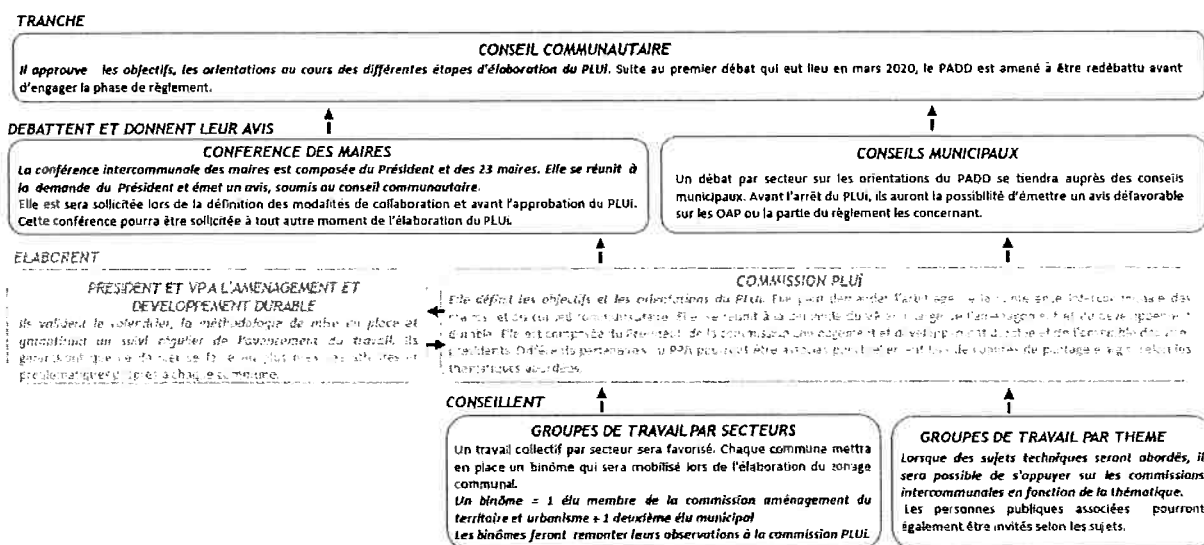 TRANCHE
CONSEIL COMMUNAUTAIRE
Il approuve les objectifs, les orientations au cours des différentes étapes d'élaboration du PLUi. Suite au premier débat qui eut lieu en mars 2020, le PADD est amené à être redébattu avant
d'engager la phase de règlement.
DEBATTENT ET DONNENT LEUR AVIS
CONFERENCE DES MAIRES
La conférence intercommunale des maires est composée du Président et des 23 maires. Elle se réunit à
la demande du Président et émet un avis, soumis au conseil communautaire.
Elle est sera sollicitée lors de la définition des modalités de collaboration et avant l'approbation du PLUi.
Cette conférence pourra être sollicitée à tout autre moment de l'élaboration du PLUi.
CONSEILS MUNICIPAUX
Un débat par secteur sur les orientations du PADD se tiendra auprès des conseils
municipaux. Avant l'arrêt du PLUi, ils auront la possibilité d'émettre un avis défavorable
sur les OAP ou la partie du règlement les concernant.
ELABORENT
PRESIDENT ET VP A L'AMENAGEMENT ET
DEVELOPPEMENT DURABLE
Ils valident le calendrier, la méthodologie de mise en place et
garantissent un suivi régulier de l'avancement du travail. Ils
à chaque commune.
COMMISSION PLUi
Elle définit les objectifs et les orientations du PLUi. Elle peut demander
thématiques abordées.
CONSEILLENT
GROUPES DE TRAVAIL PAR SECTEURS
Un travail collectif par secteur sera favorisé. Chaque commune mettra
en place un binôme qui sera mobilisé lors de l'élaboration du zonage
communal.
Un binôme = 1 élu membre de la commission aménagement du
territoire et urbanisme + 1 deuxième élu municipal
Les binômes feront remonter leurs observations à la commission PLUi.
GROUPES DE TRAVAIL PAR THEME
Lorsque des sujets techniques seront abordés, il
sera possible de s'appuyer sur les commissions
intercommunales en fonction de la thématique.
Les personnes publiques associées pourront
également être invités selon les sujets.